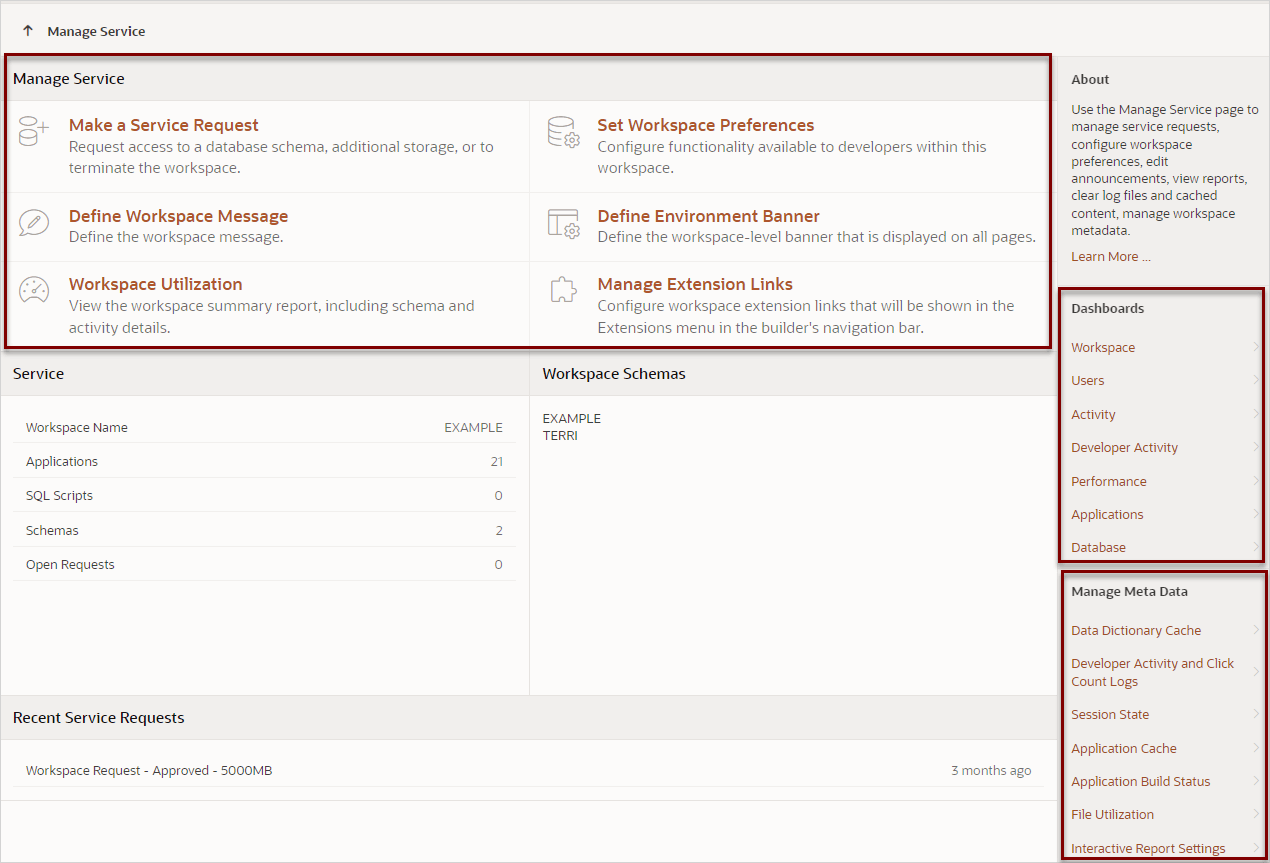 Manage Service
Manage Service
Make a Service Request
Request access to a database schema, additional storage, or to
terminate the workspace.
Set Workspace Preferences
Configure functionality available to developers within this
workspace.
Define Workspace Message
Define the workspace message.
Define Environment Banner
Define the workspace-level banner that is displayed on all pages.
Workspace Utilization
View the workspace summary report, including schema and
activity details.
Manage Extension Links
Configure workspace extension links that will be shown in the
Extensions menu in the builder's navigation bar.
Service
Workspace Name EXAMPLE
Applications 21
SQL Scripts 0
Schemas 2
Open Requests 0
Workspace Schemas
EXAMPLE
TERRI
Recent Service Requests
Workspace Request - Approved - 5000MB 3 months ago
About
Use the Manage Service page to
manage service requests,
configure workspace
preferences, edit
announcements, view reports,
clear log files and cached
content, manage workspace
metadata.
Learn More ...
Dashboards
Workspace
Users
Activity
Developer Activity
Performance
Applications
Database
Manage Meta Data
Data Dictionary Cache
Developer Activity and Click
Count Logs
Session State
Application Cache
Application Build Status
File Utilization
Interactive Report Settings